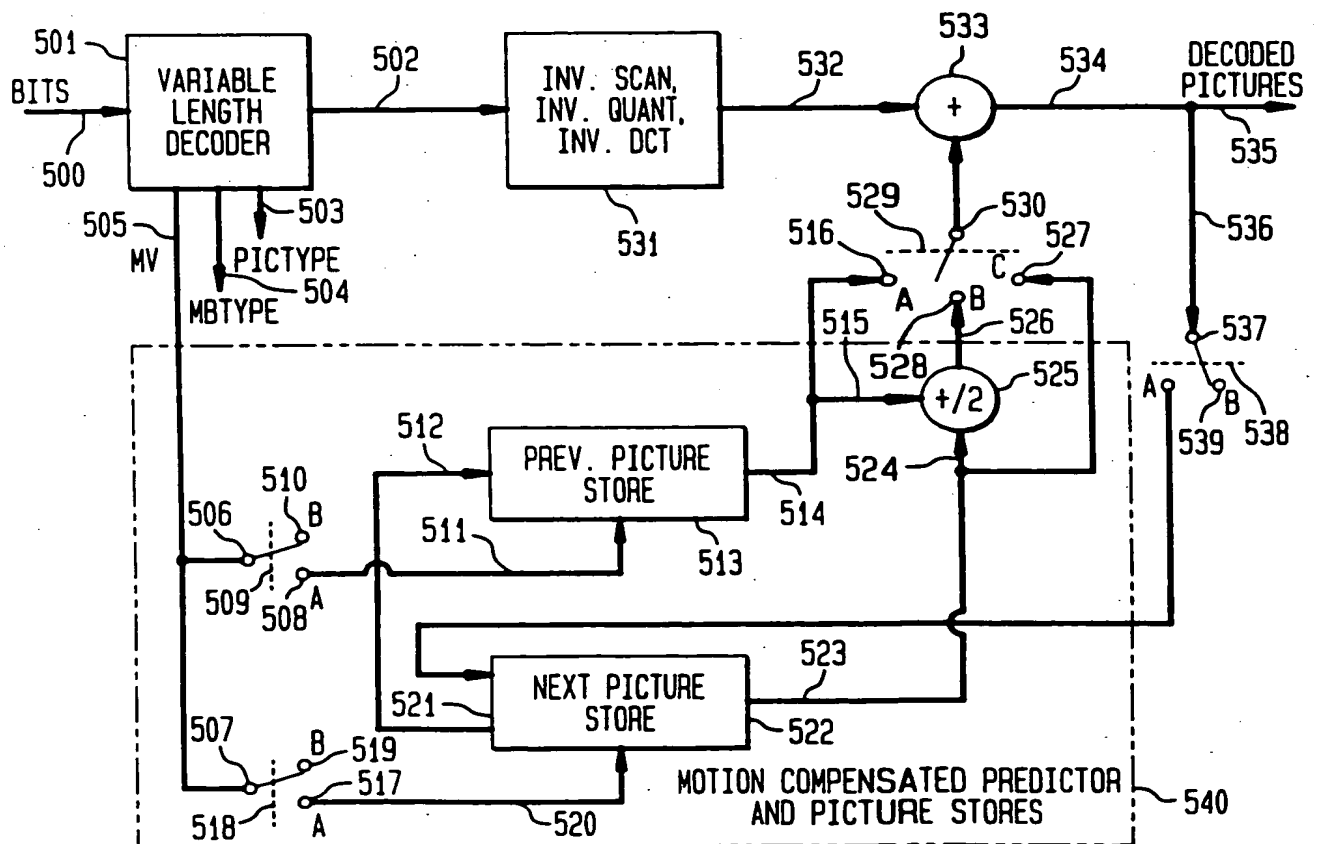 501
BITS
500
VARIABLE
LENGTH
DECODER
502
INV. SCAN,
INV. QUANT,
INV. DCT
531
532
533
+
534
DECODED
PICTURES
535
536
505
MV
503
PICTYPE
504
MBTYPE
529
530
516
A
B
C
527
515
526
528
+/2
525
524
537
A
B
539
538
512
PREV. PICTURE
STORE
513
514
510
B
506
509
508
A
511
521
NEXT PICTURE
STORE
522
523
507
B
519
517
518
A
520
MOTION COMPENSATED PREDICTOR
AND PICTURE STORES
540